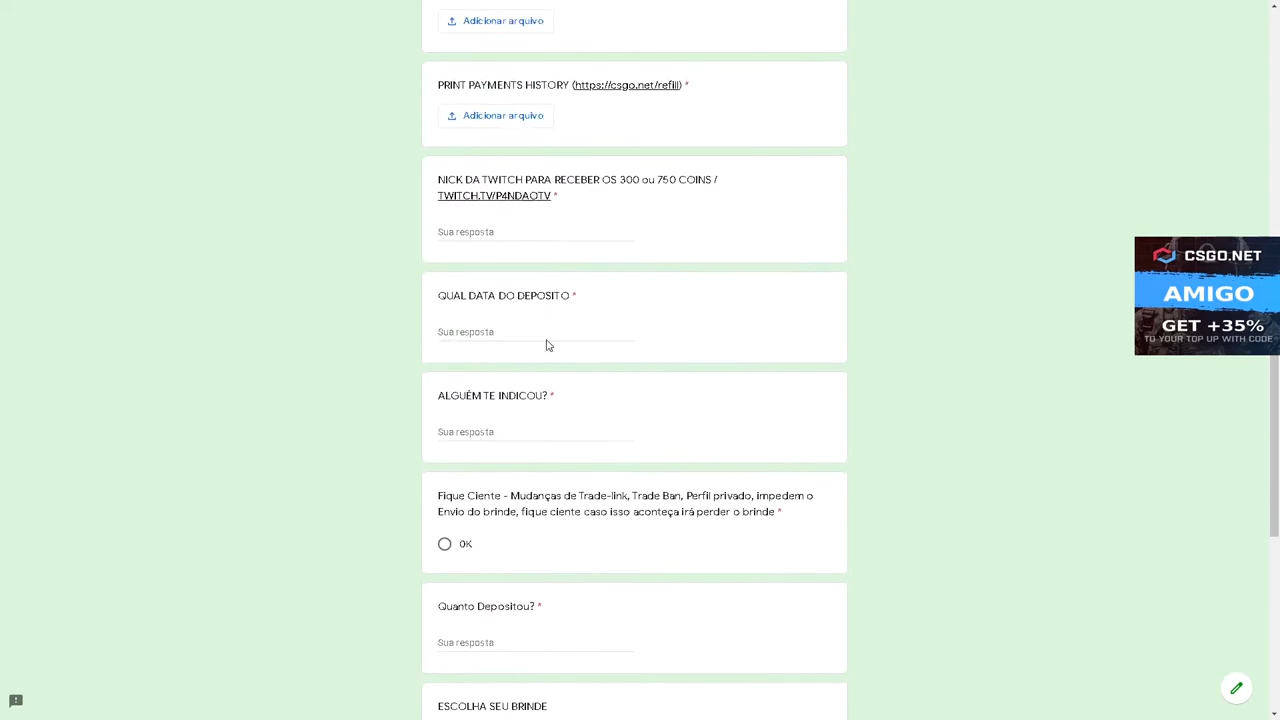 Adicionar arquivo
PRINT PAYMENTS HISTORY (https://csgo.net/refill) *
Adicionar arquivo
NICK DA TWITCH PARA RECEBER OS 300 ou 750 COINS /
TWITCH.TV/P4NDAOTV *
Sua resposta
QUAL DATA DO DEPOSITO *
Sua resposta
ALGUÉM TE INDICOU? *
Sua resposta
Fique Ciente - Mudanças de Trade-link, Trade Ban, Perfil privado, impedem o
Envio do brinde, fique ciente caso isso aconteça irá perder o brinde *
OK
Quanto Depositou? *
Sua resposta
ESCOLHA SEU BRINDE
CSGO.NET
AMIGO
GET +35%
TO YOUR TOP UP WITH CODE